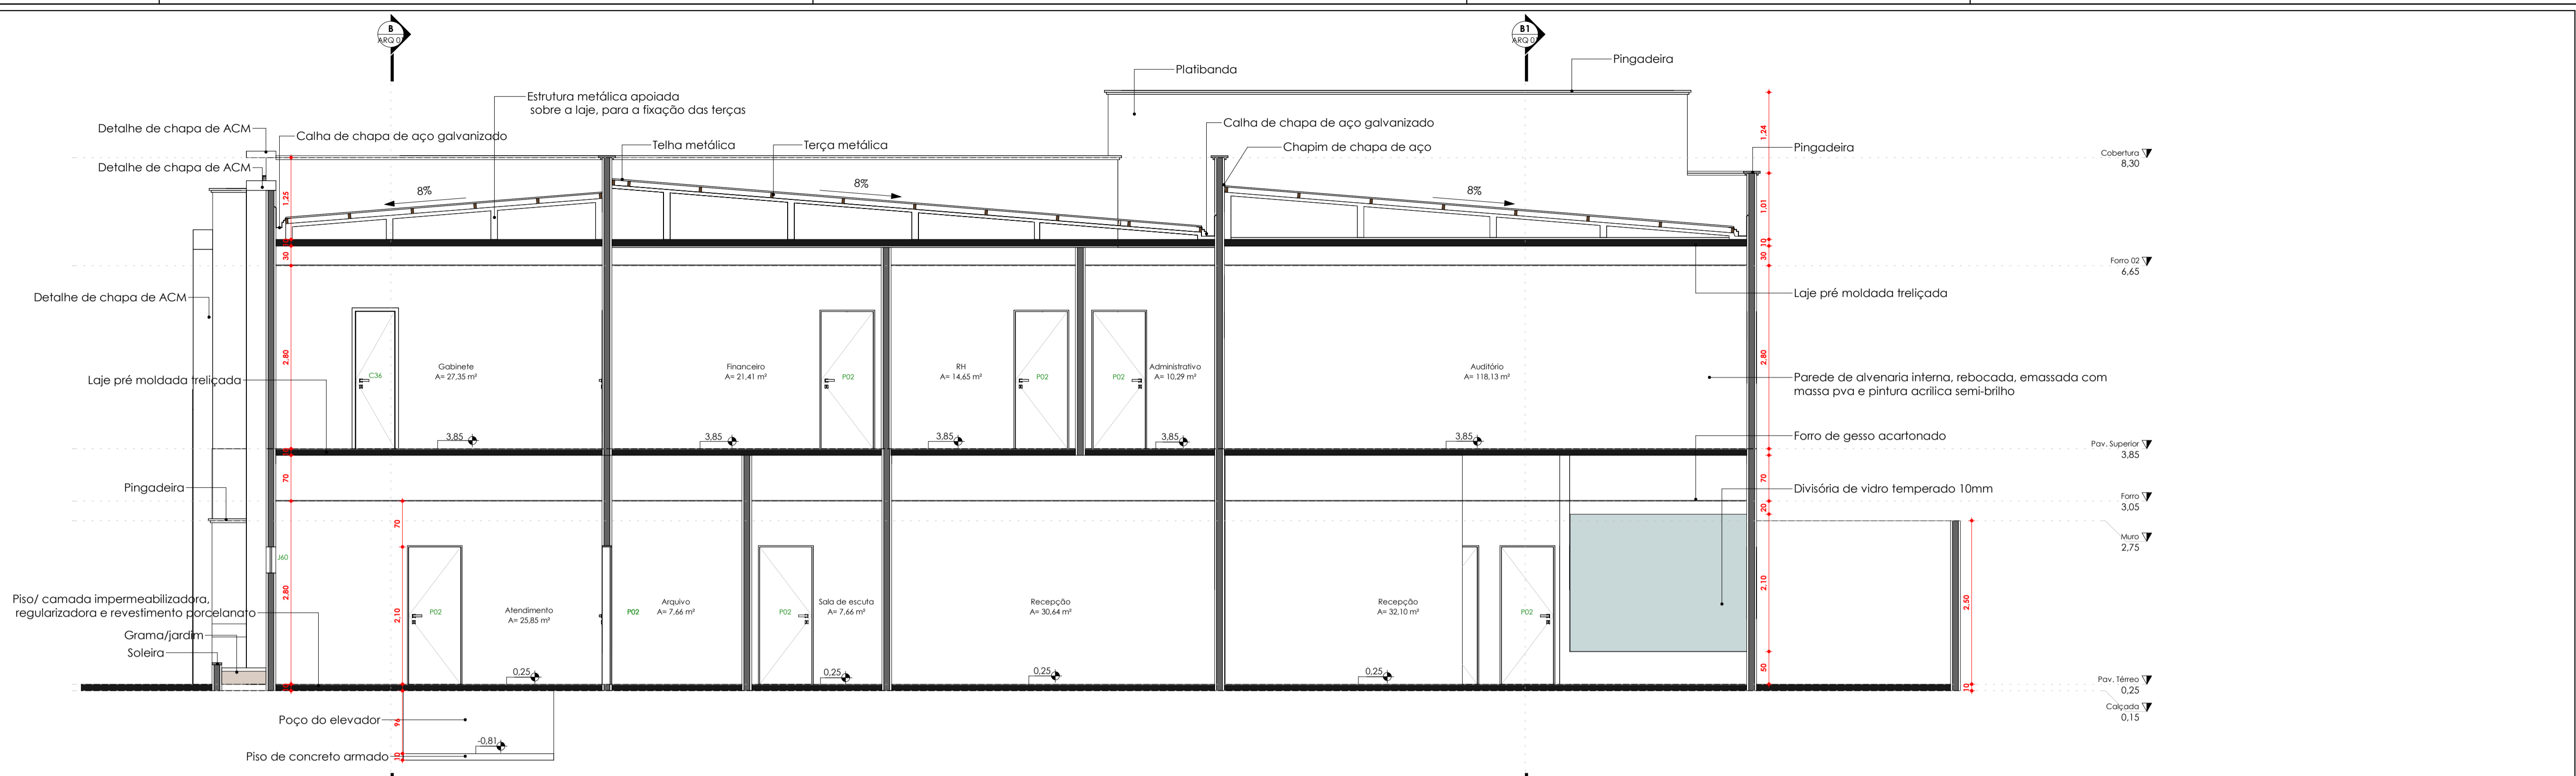 B
ARQ 0
B1
ARQ 0
Pingadeira
Platibanda
Estrutura metálica apoiada
sobre a laje, para a fixação das terças
Detalhe de chapa de ACM
Calha de chapa de aço galvanizado
Calha de chapa de aço galvanizado
Telha metálica
Terça metálica
Chapim de chapa de aço
Pingadeira
1,24
Cobertura
8,30
Detalhe de chapa de ACM
8%
8%
8%
1,25
1,01
10
30
30
Forro 02
6,65
Detalhe de chapa de ACM
Laje pré moldada treliçada
2,80
2,80
Gabinete
A= 27,35 m²
Financeiro
A= 21,41 m²
RH
A= 14,65 m²
Administrativo
A= 10,29 m²
Auditório
A= 118,13 m²
C36
P02
P02
P02
Laje pré moldada treliçada
Parede de alvenaria interna, rebocada, emassada com
massa pva e pintura acrilica semi-brilho
3,85
3,85
3,85
3,85
3,85
Forro de gesso acartonado
Pav. Superior
3,85
70
70
Pingadeira
Divisória de vidro temperado 10mm
Forro
3,05
20
70
Muro
2,75
J60
2,80
2,10
2,10
2,50
Piso/ camada impermeabilizadora,
regularizadora e revestimento porcelanato
P02
Atendimento
A= 25,85 m²
P02
Arquivo
A= 7,66 m²
P02
Sala de escuta
A= 7,66 m²
Recepção
A= 30,64 m²
Recepção
A= 32,10 m²
P02
Grama/jardim
Soleira
0,25
0,25
0,25
0,25
50
10
Pav. Térreo
0,25
Calçada
0,15
Poço do elevador
96
-0,81
Piso de concreto armado
10